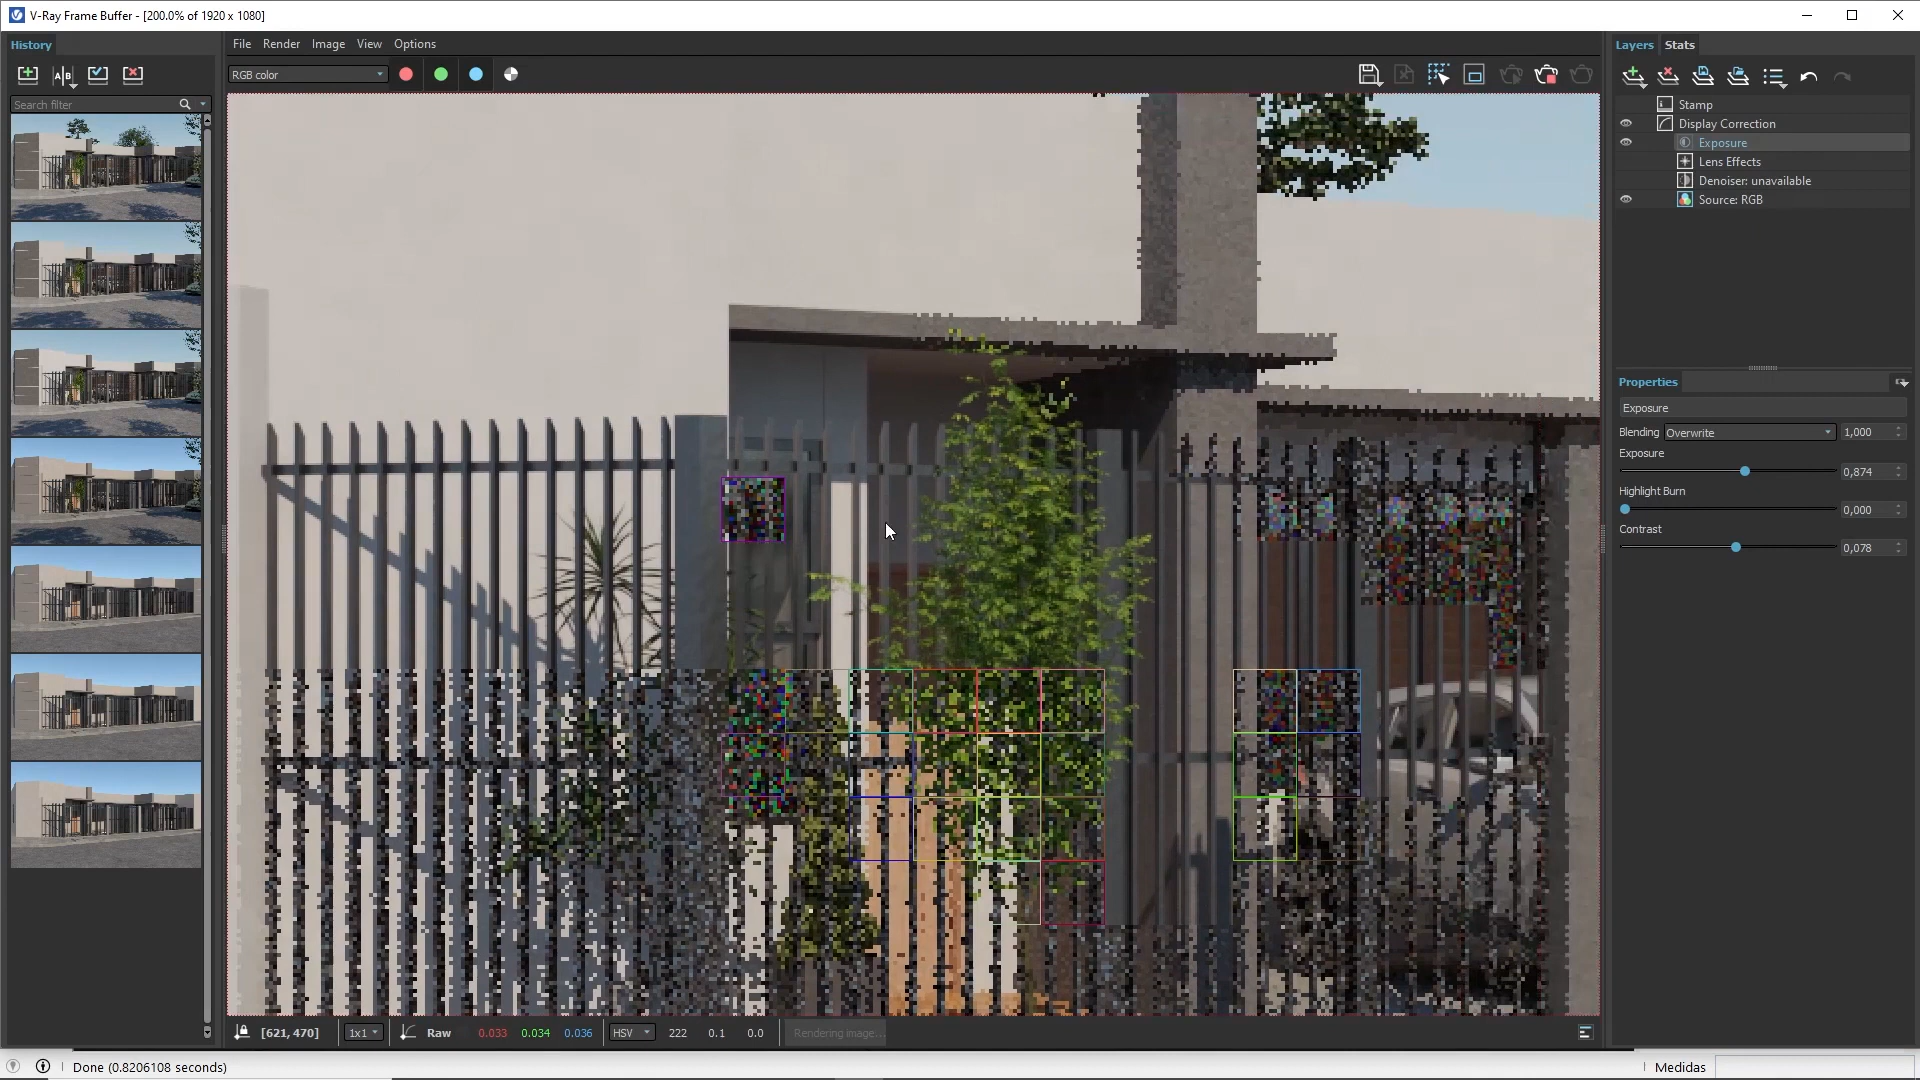 V-Ray Frame Buffer - [200.0% of 1920 x 1080]
History
File Render Image View Options
Layers Stats
RGB color
A|B
Search filter
Stamp
Display Correction
Exposure
Lens Effects
Denoiser: unavailable
Source: RGB
Properties
Exposure
Blending Overwrite 1,000
Exposure
0,874
Highlight Burn
0,000
Contrast
0,078
[621, 470] 1x1 Raw 0.033 0.034 0.036 HSV 222 0.1 0.0 Rendering image...
Done (0.8206108 seconds)
Medidas